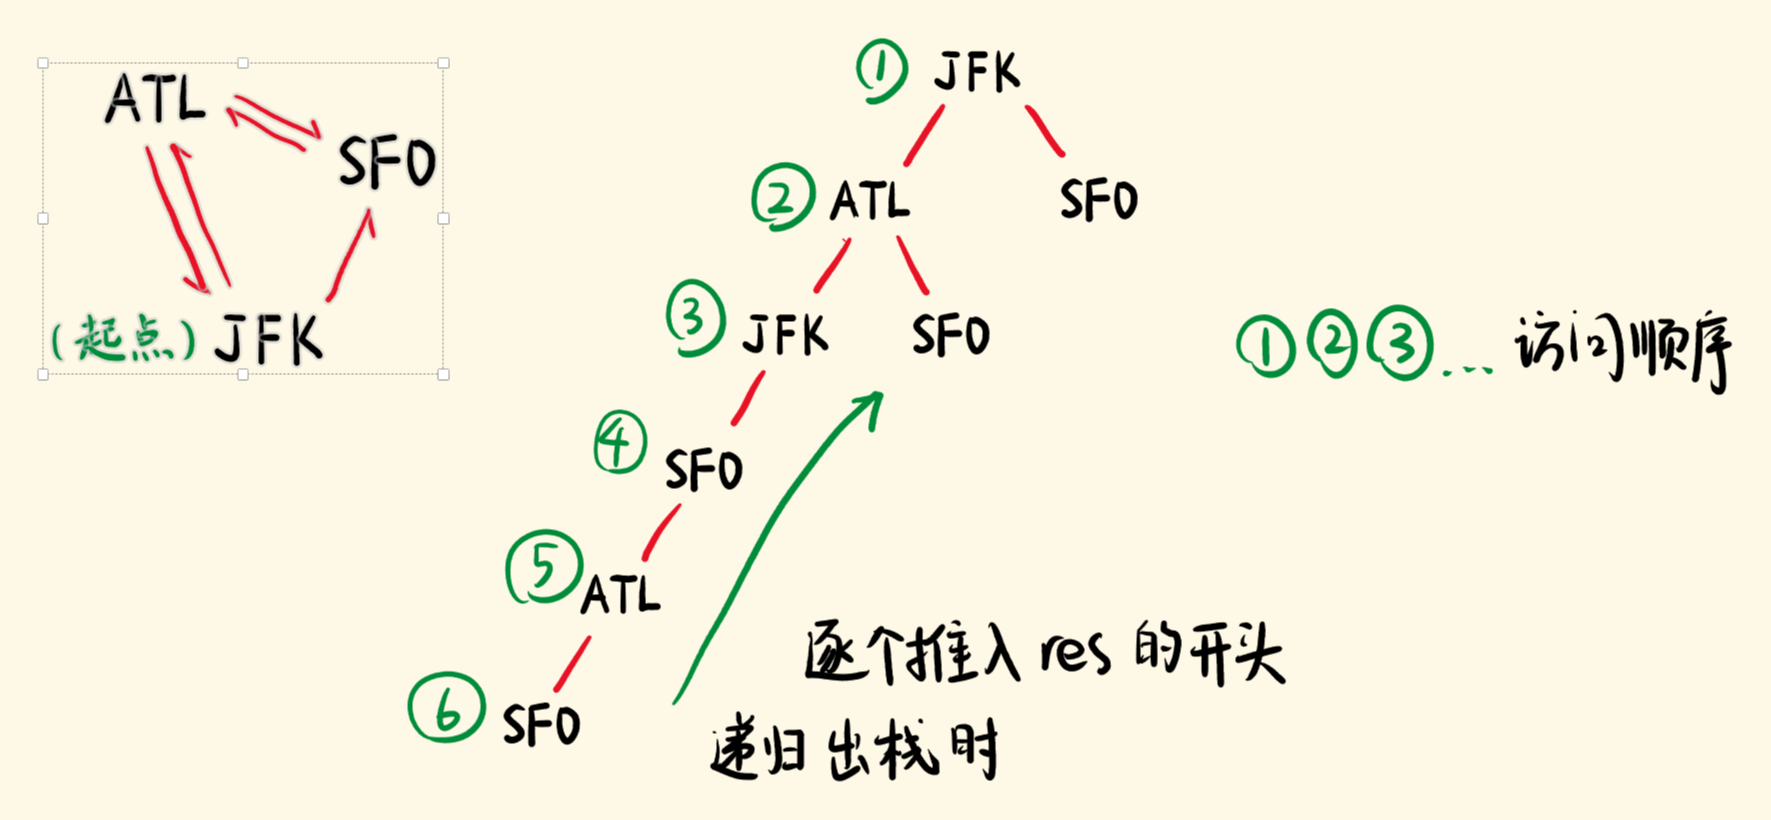 ATL
SFO
(起点) JFK
① JFK
② ATL SFO
③ JFK SFO
④ SFO
⑤ ATL
⑥ SFO
①②③... 访问顺序
逐个推入 res 的开头
递归出栈时